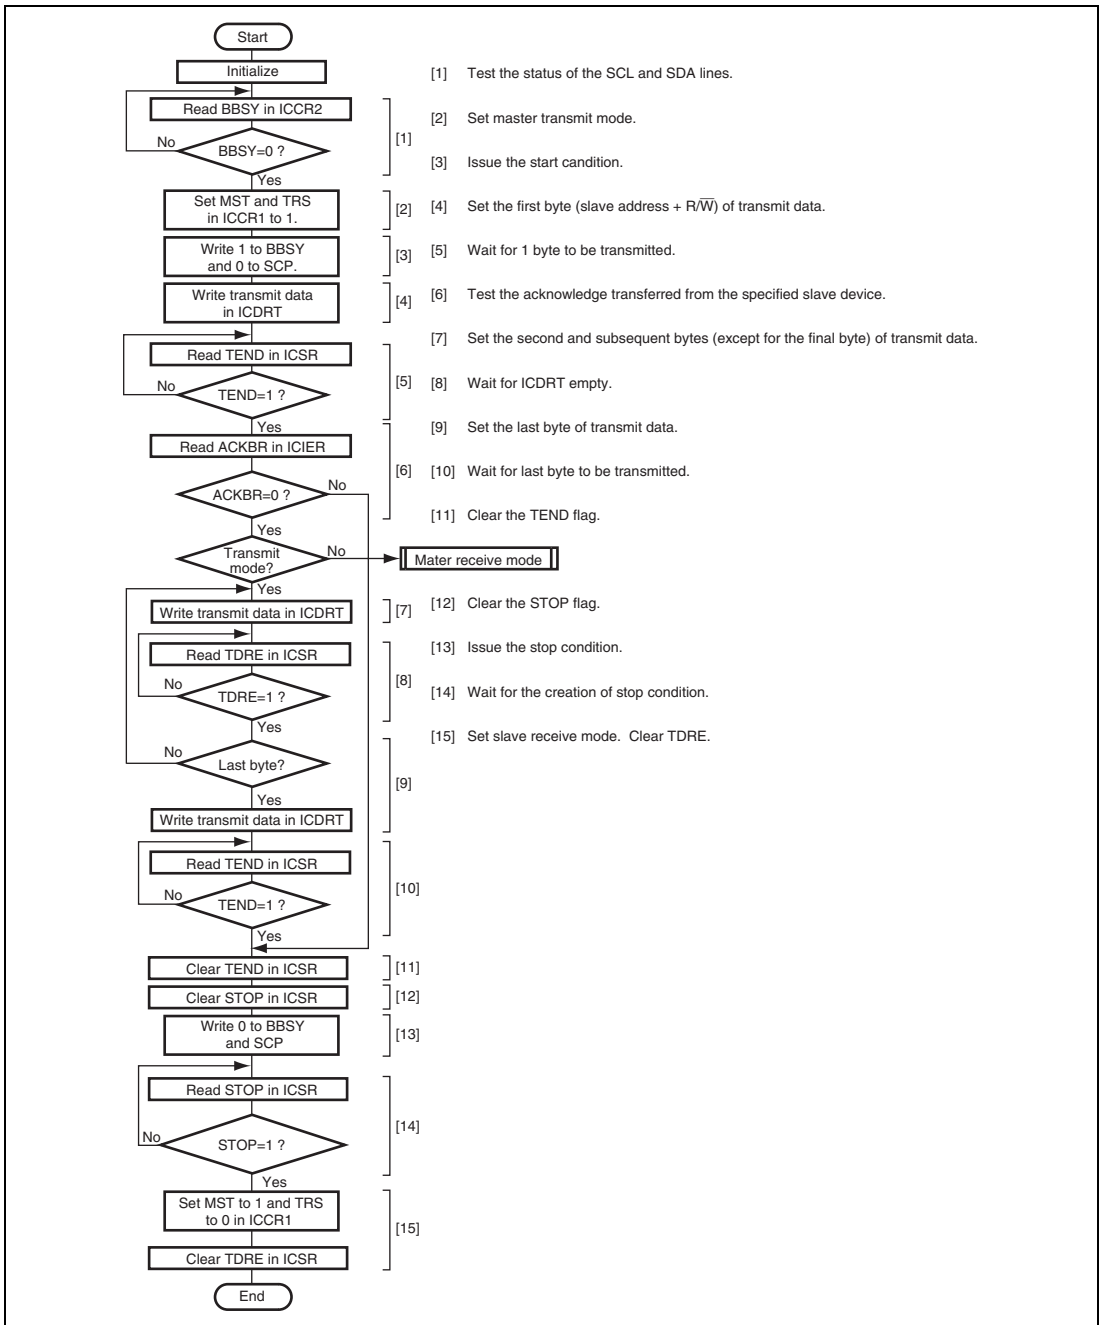 Start
Initialize
Read BBSY in ICCR2
No
BBSY=0 ?
[1]
Yes
Set MST and TRS
in ICCR1 to 1.
[2]
Write 1 to BBSY
and 0 to SCP.
[3]
Write transmit data
in ICDRT
[4]
Read TEND in ICSR
No
TEND=1 ?
[5]
Yes
Read ACKBR in ICIER
[6]
No
ACKBR=0 ?
Yes
Transmit
mode?
No
Mater receive mode
Yes
Write transmit data in ICDRT
[7]
Read TDRE in ICSR
No
TDRE=1 ?
[8]
Yes
No
Last byte?
[9]
Yes
Write transmit data in ICDRT
Read TEND in ICSR
No
TEND=1 ?
[10]
Yes
Clear TEND in ICSR
[11]
Clear STOP in ICSR
[12]
Write 0 to BBSY
and SCP
[13]
Read STOP in ICSR
No
STOP=1 ?
[14]
Yes
Set MST to 1 and TRS
to 0 in ICCR1
[15]
Clear TDRE in ICSR
End
[1] Test the status of the SCL and SDA lines.
[2] Set master transmit mode.
[3] Issue the start candition.
[4] Set the first byte (slave address + R/W̅) of transmit data.
[5] Wait for 1 byte to be transmitted.
[6] Test the acknowledge transferred from the specified slave device.
[7] Set the second and subsequent bytes (except for the final byte) of transmit data.
[8] Wait for ICDRT empty.
[9] Set the last byte of transmit data.
[10] Wait for last byte to be transmitted.
[11] Clear the TEND flag.
[12] Clear the STOP flag.
[13] Issue the stop condition.
[14] Wait for the creation of stop condition.
[15] Set slave receive mode. Clear TDRE.